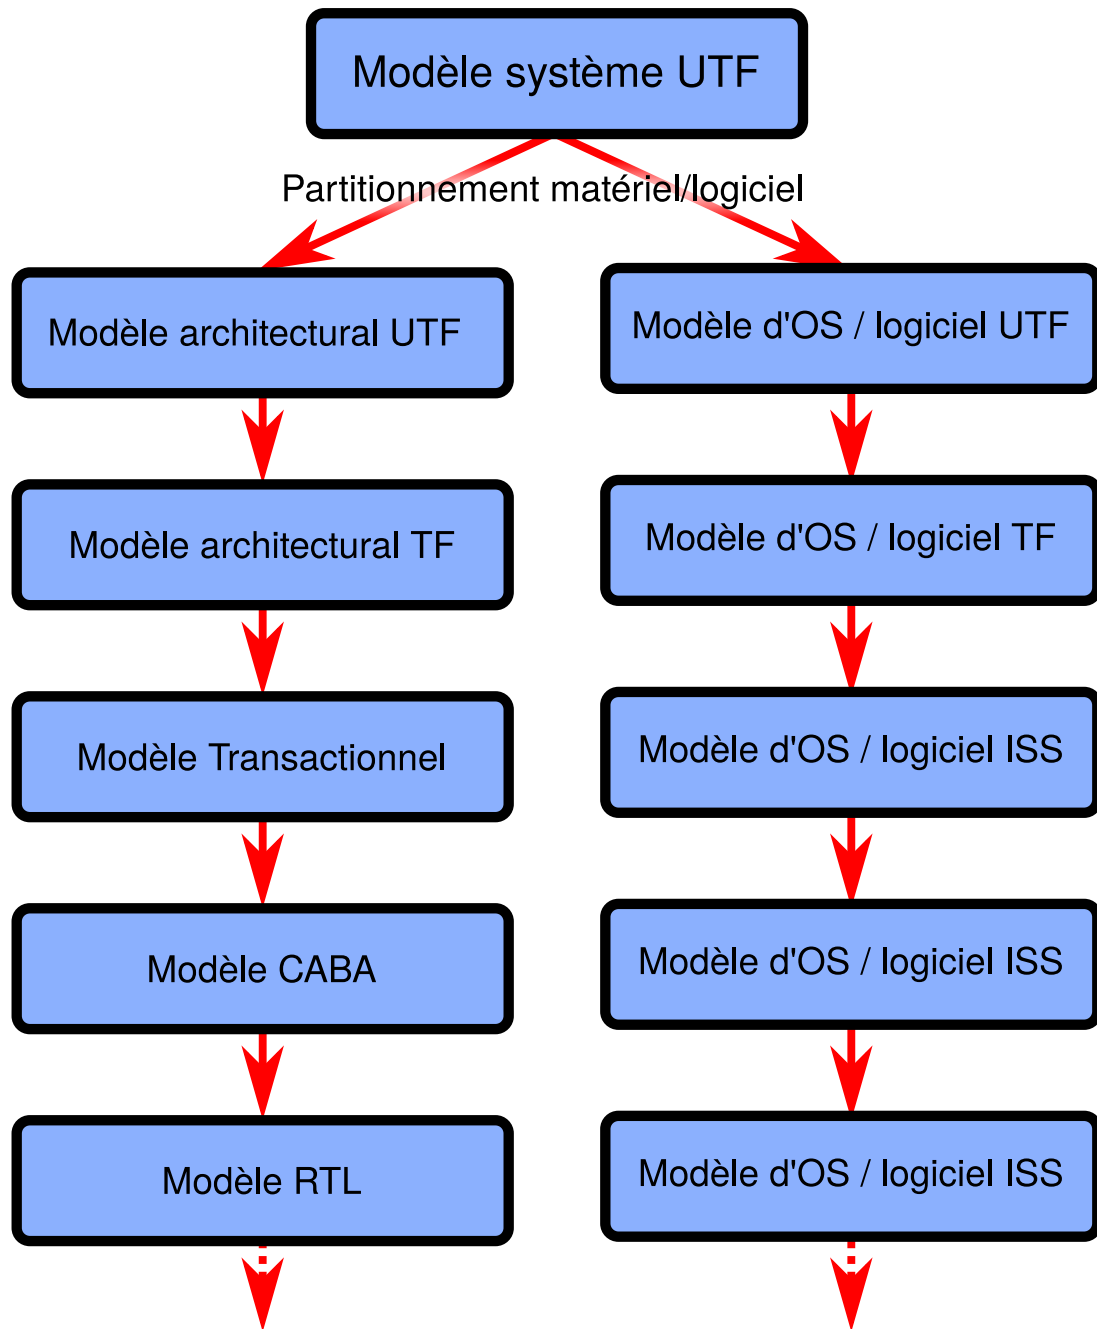 Modèle système UTF
Partitionnement matériel/logiciel
Modèle architectural UTF
Modèle d'OS / logiciel UTF
Modèle architectural TF
Modèle d'OS / logiciel TF
Modèle Transactionnel
Modèle d'OS / logiciel ISS
Modèle CABA
Modèle d'OS / logiciel ISS
Modèle RTL
Modèle d'OS / logiciel ISS